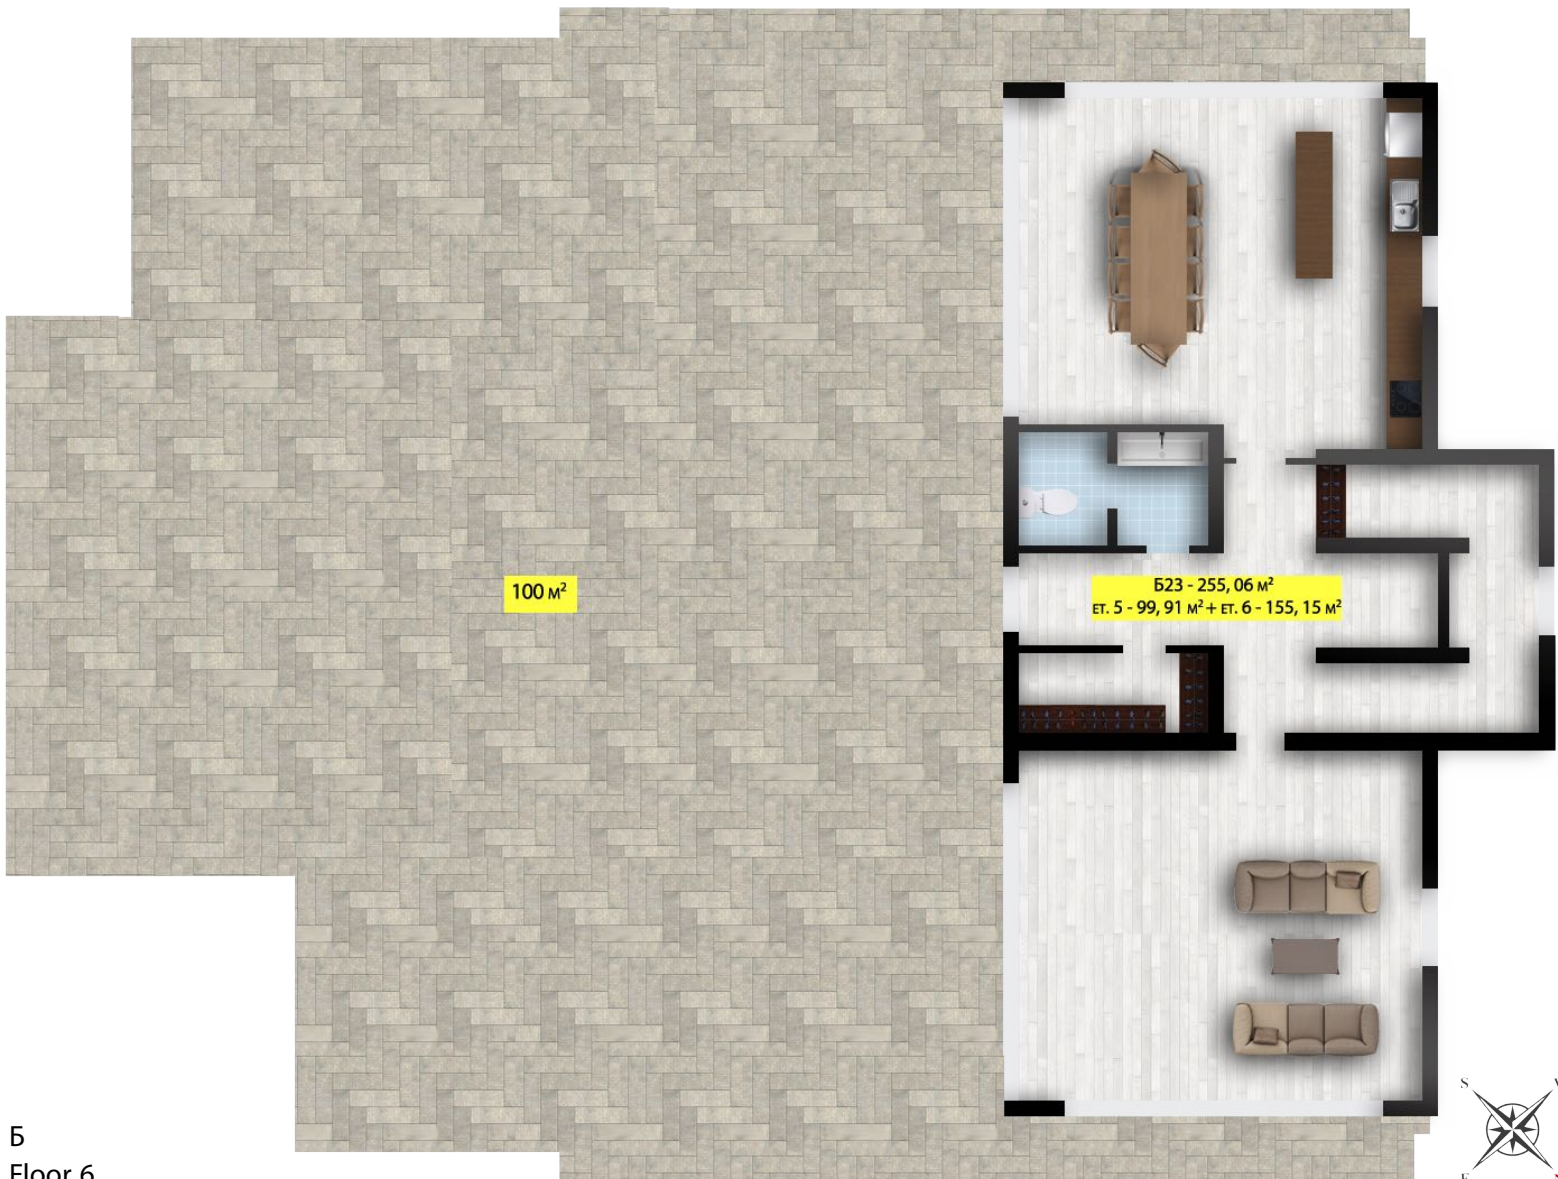 100 м²
Б23 - 255, 06 м²
ет. 5 - 99, 91 м² + ет. 6 - 155, 15 м²
S
Б
Floor 6